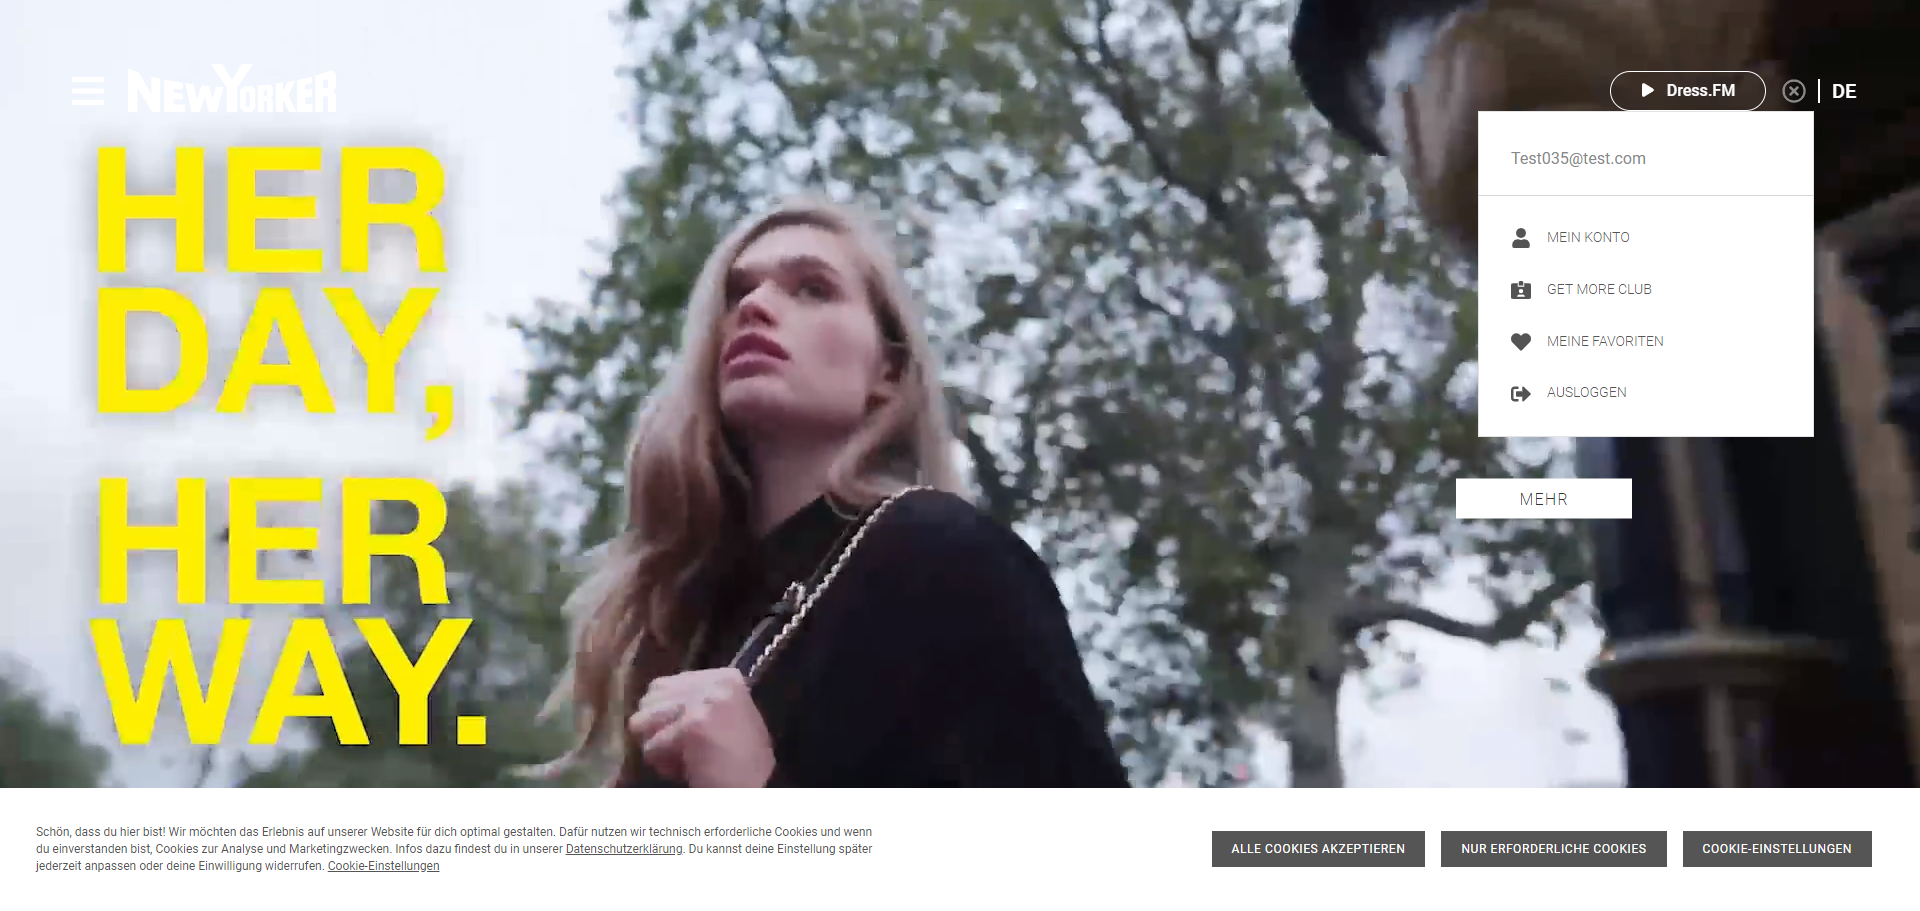 NEWYORKER
Dress.FM
DE
Test035@test.com
MEIN KONTO
GET MORE CLUB
MEINE FAVORITEN
AUSLOGGEN
HER
DAY,
HER
WAY.
MEHR
Schön, dass du hier bist! Wir möchten das Erlebnis auf unserer Website für dich optimal gestalten. Dafür nutzen wir technisch erforderliche Cookies und wenn
du einverstanden bist, Cookies zur Analyse und Marketingzwecken. Infos dazu findest du in unserer Datenschutzerklärung. Du kannst deine Einstellung später
jederzeit anpassen oder deine Einwilligung widerrufen. Cookie-Einstellungen
ALLE COOKIES AKZEPTIEREN
NUR ERFORDERLICHE COOKIES
COOKIE-EINSTELLUNGEN